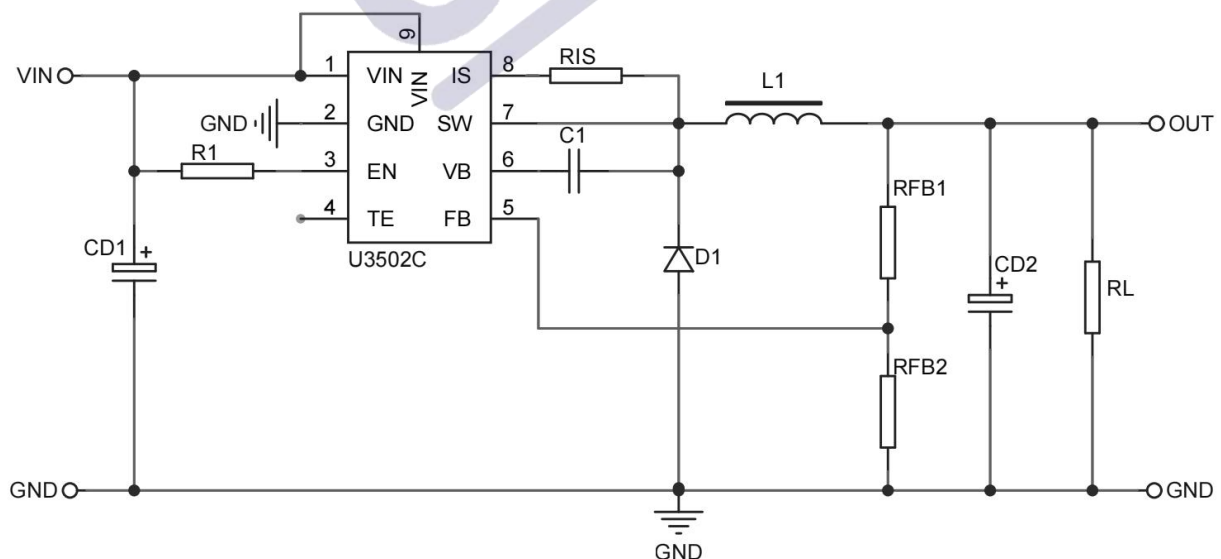 9
VIN
1
VIN
VIN
IS
8
RIS
L1
GND
2
GND
SW
7
OUT
R1
3
EN
VB
6
C1
RFB1
4
TE
FB
5
CD1
+
U3502C
D1
CD2
+
RL
RFB2
GND
GND
GND